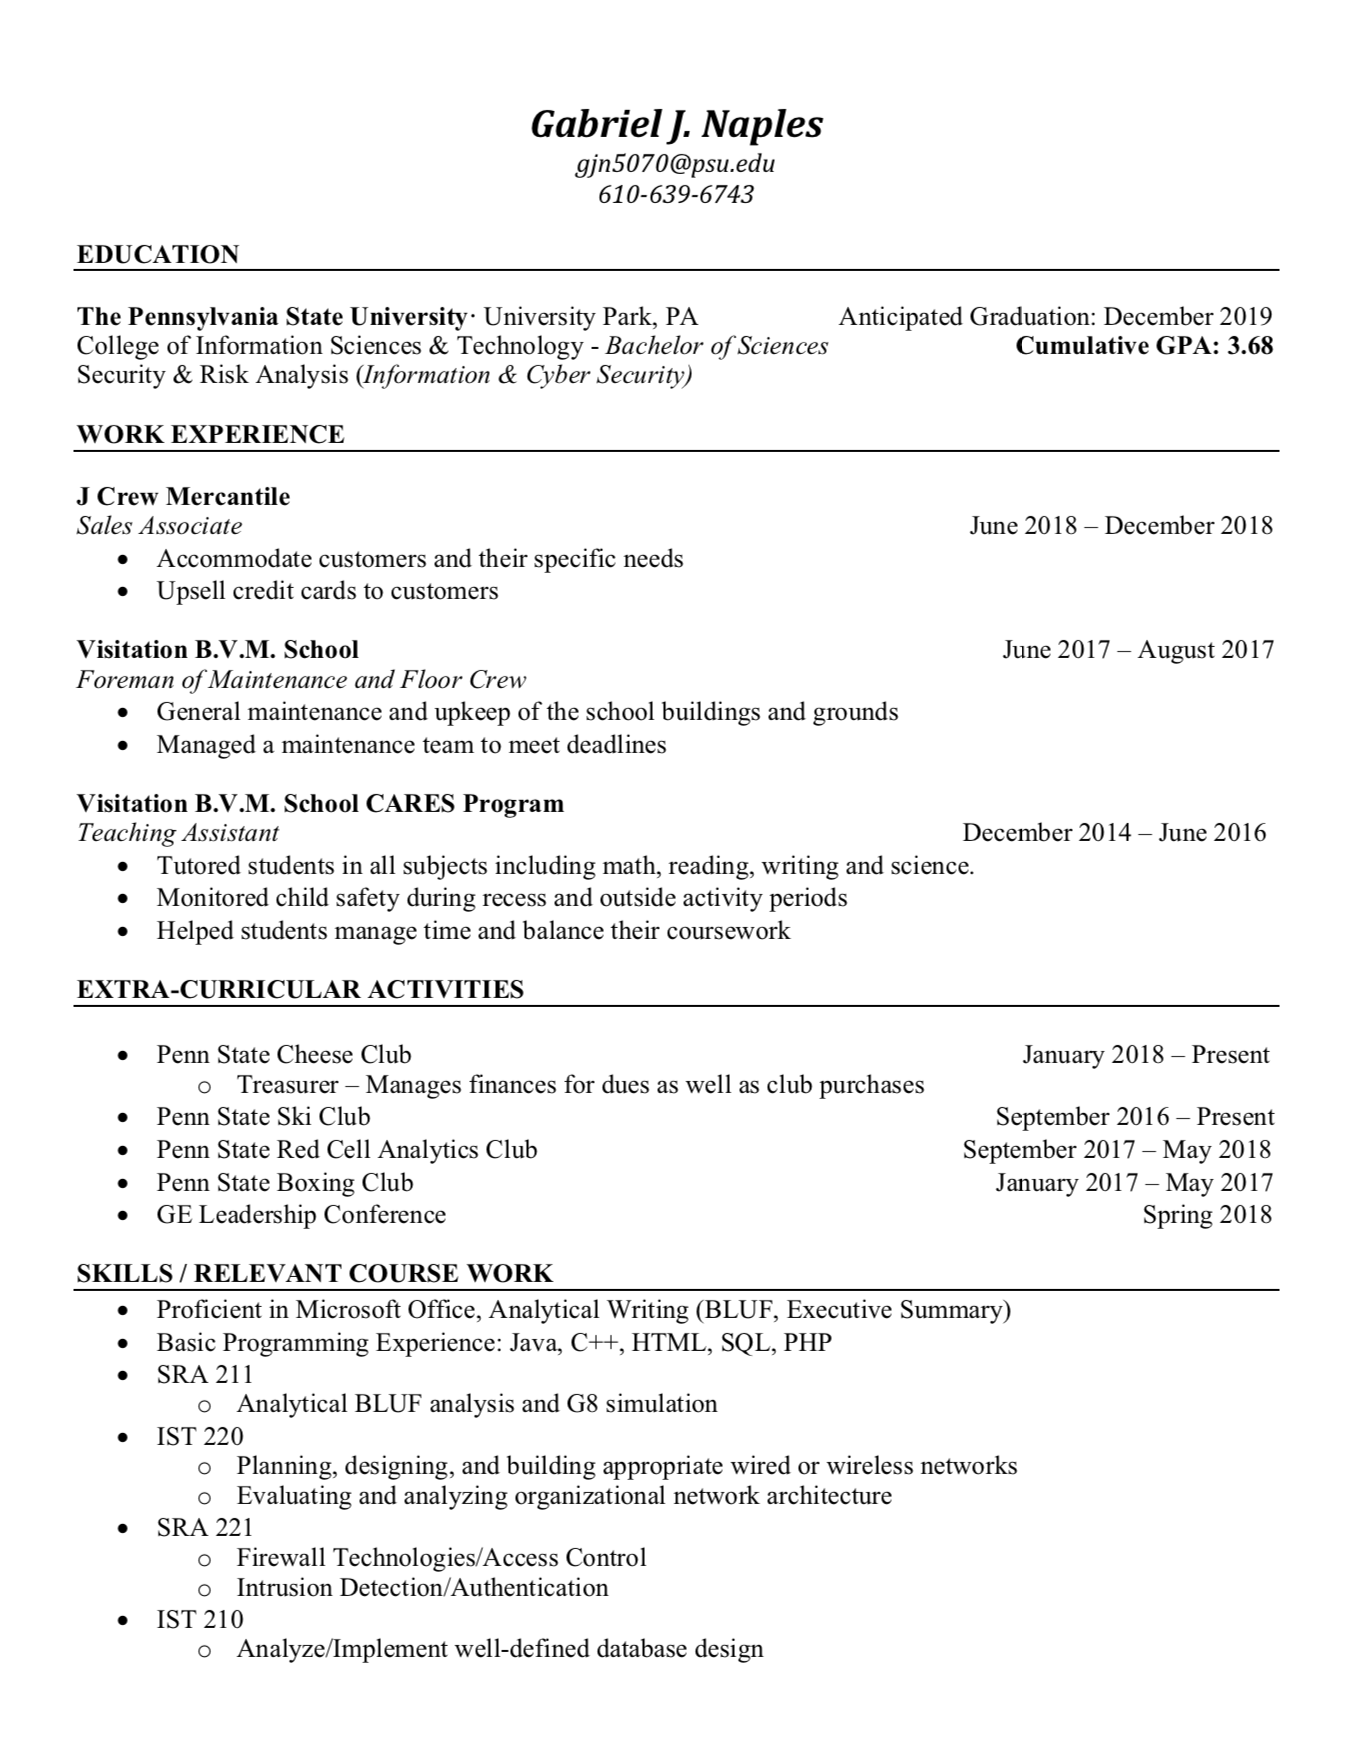 Gabriel J. Naples
gjn5070@psu.edu
610-639-6743
EDUCATION
The Pennsylvania State University· University Park, PA Anticipated Graduation: December 2019
College of Information Sciences & Technology - Bachelor of Sciences Cumulative GPA: 3.68
Security & Risk Analysis (Information & Cyber Security)
WORK EXPERIENCE
J Crew Mercantile
Sales Associate June 2018 – December 2018
• Accommodate customers and their specific needs
• Upsell credit cards to customers
Visitation B.V.M. School June 2017 – August 2017
Foreman of Maintenance and Floor Crew
• General maintenance and upkeep of the school buildings and grounds
• Managed a maintenance team to meet deadlines
Visitation B.V.M. School CARES Program
Teaching Assistant December 2014 – June 2016
• Tutored students in all subjects including math, reading, writing and science.
• Monitored child safety during recess and outside activity periods
• Helped students manage time and balance their coursework
EXTRA-CURRICULAR ACTIVITIES
• Penn State Cheese Club January 2018 – Present
o Treasurer – Manages finances for dues as well as club purchases
• Penn State Ski Club September 2016 – Present
• Penn State Red Cell Analytics Club September 2017 – May 2018
• Penn State Boxing Club January 2017 – May 2017
• GE Leadership Conference Spring 2018
SKILLS / RELEVANT COURSE WORK
• Proficient in Microsoft Office, Analytical Writing (BLUF, Executive Summary)
• Basic Programming Experience: Java, C++, HTML, SQL, PHP
• SRA 211
o Analytical BLUF analysis and G8 simulation
• IST 220
o Planning, designing, and building appropriate wired or wireless networks
o Evaluating and analyzing organizational network architecture
• SRA 221
o Firewall Technologies/Access Control
o Intrusion Detection/Authentication
• IST 210
o Analyze/Implement well-defined database design